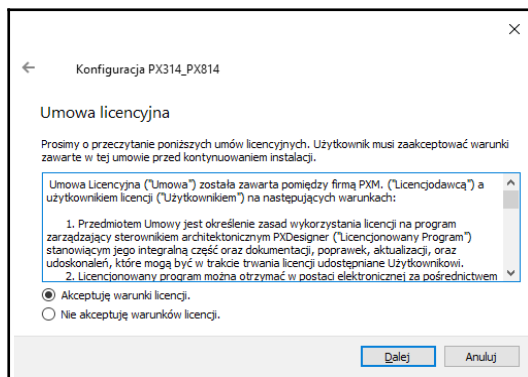 Konfiguracja PX314_PX814
Umowa licencyjna
Prosimy o przeczytanie poniższych umów licencyjnych. Użytkownik musi zaakceptować warunki
zawarte w tej umowie przed kontynuowaniem instalacji.
Umowa Licencyjna ("Umowa") została zawarta pomiędzy firmą PXM. ("Licencjodawcą") a
użytkownikiem licencji ("Użytkownikiem") na następujących warunkach:
1. Przedmiotem Umowy jest określenie zasad wykorzystania licencji na program
zarządzający sterownikiem architektonicznym PXDesigner ("Licencjonowany Program")
stanowiącym jego integralną część oraz dokumentacji, poprawek, aktualizacji, oraz
udoskonaleń, które mogą być w trakcie trwania licencji udostępniane Użytkownikowi.
2. Licencjonowany program można otrzymać w postaci elektronicznej za pośrednictwem
Akceptuję warunki licencji.
Nie akceptuję warunków licencji.
Dalej
Anuluj